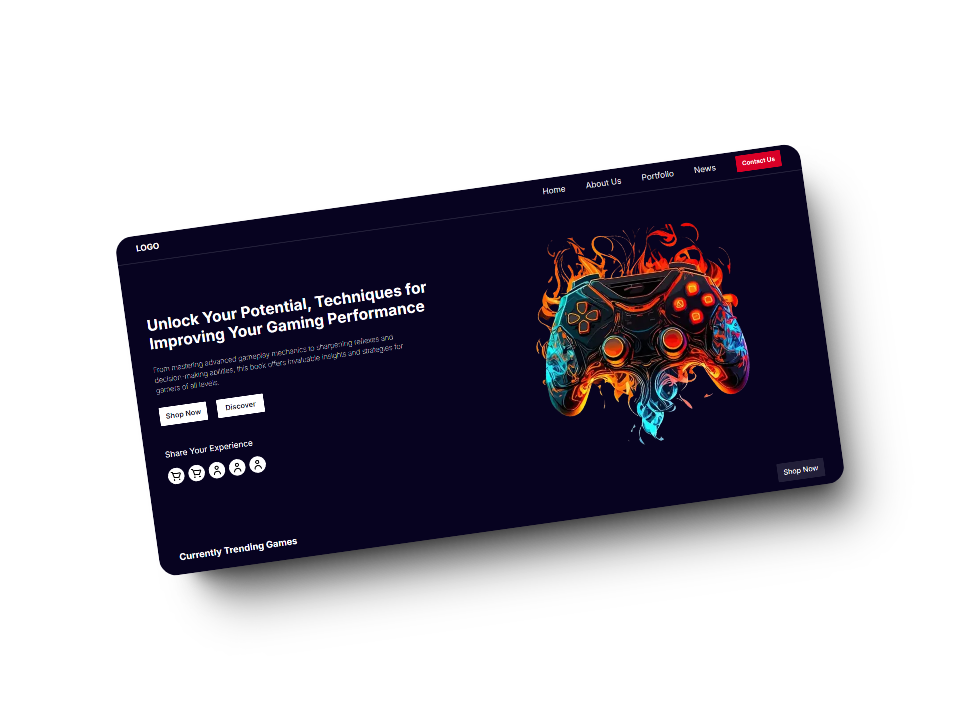 LOGO
Home
About Us
Portfolio
News
Contact Us
Unlock Your Potential, Techniques for
Improving Your Gaming Performance
From mastering advanced gameplay mechanics to sharpening reflexes and
decision-making abilities, this book offers invaluable insights and strategies for
gamers of all levels.
Shop Now
Discover
Share Your Experience
Shop Now
Currently Trending Games